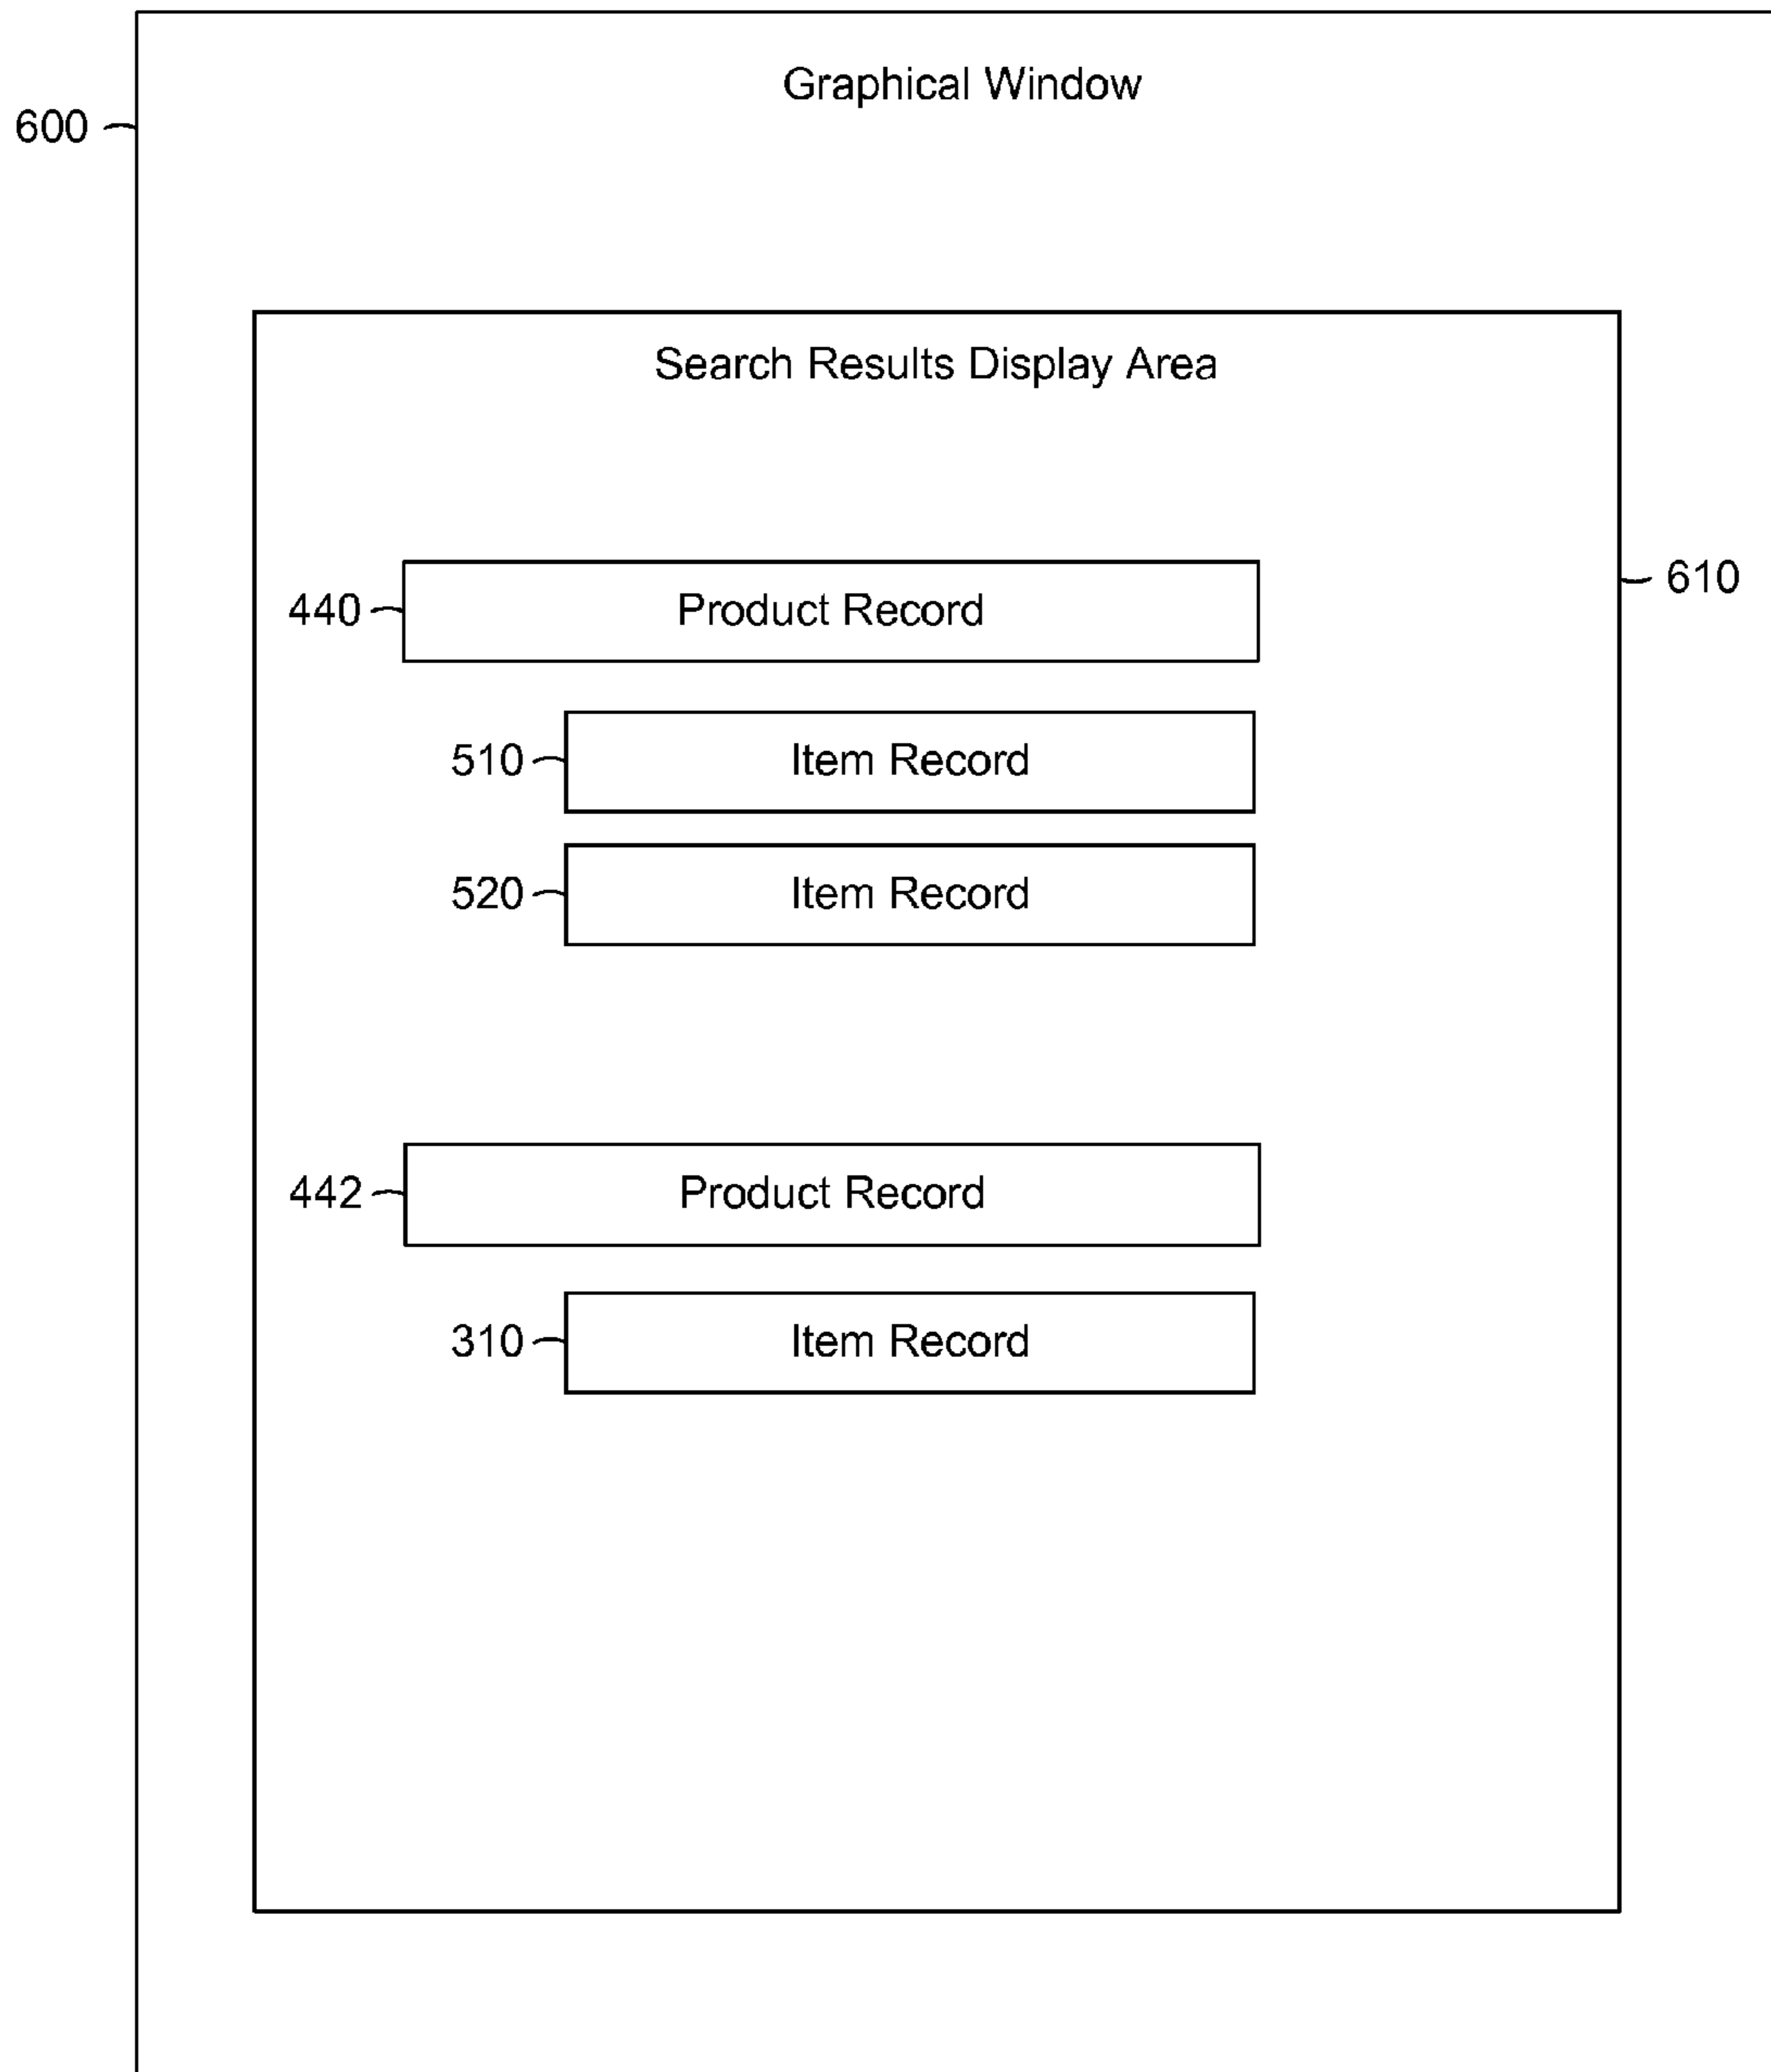 Graphical Window
600
Search Results Display Area
610
440 Product Record
510 Item Record
520 Item Record
442 Product Record
310 Item Record